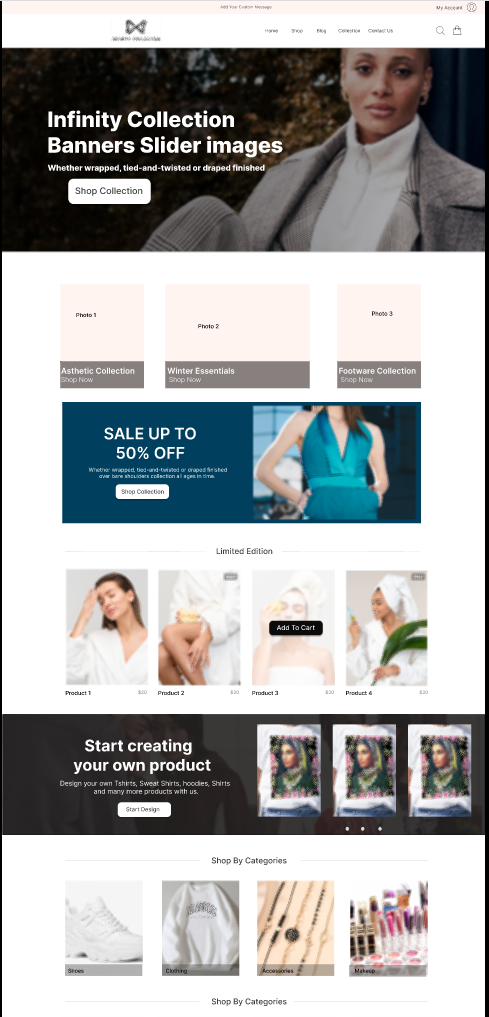 Add Your Custom Message
My Account
Home Shop Blog Collection Contact Us
Infinity Collection
Banners Slider images
Whether wrapped, tied-and-twisted or draped finished
Shop Collection
Photo 1
Photo 2
Photo 3
Asthetic Collection
Shop Now
Winter Essentials
Shop Now
Footware Collection
Shop Now
SALE UP TO
50% OFF
Whether wrapped, tied-and-twisted or draped finished
over bare shoulders collection all ages in time.
Shop Collection
Limited Edition
Add To Cart
Product 1 $20
Product 2 $20
Product 3 $20
Product 4 $20
Start creating
your own product
Design your own Tshirts, Sweat Shirts, hoodies, Shirts
and many more products with us.
Start Design
Shop By Categories
Shoes
Clothing
Accessories
Makeup
Shop By Categories